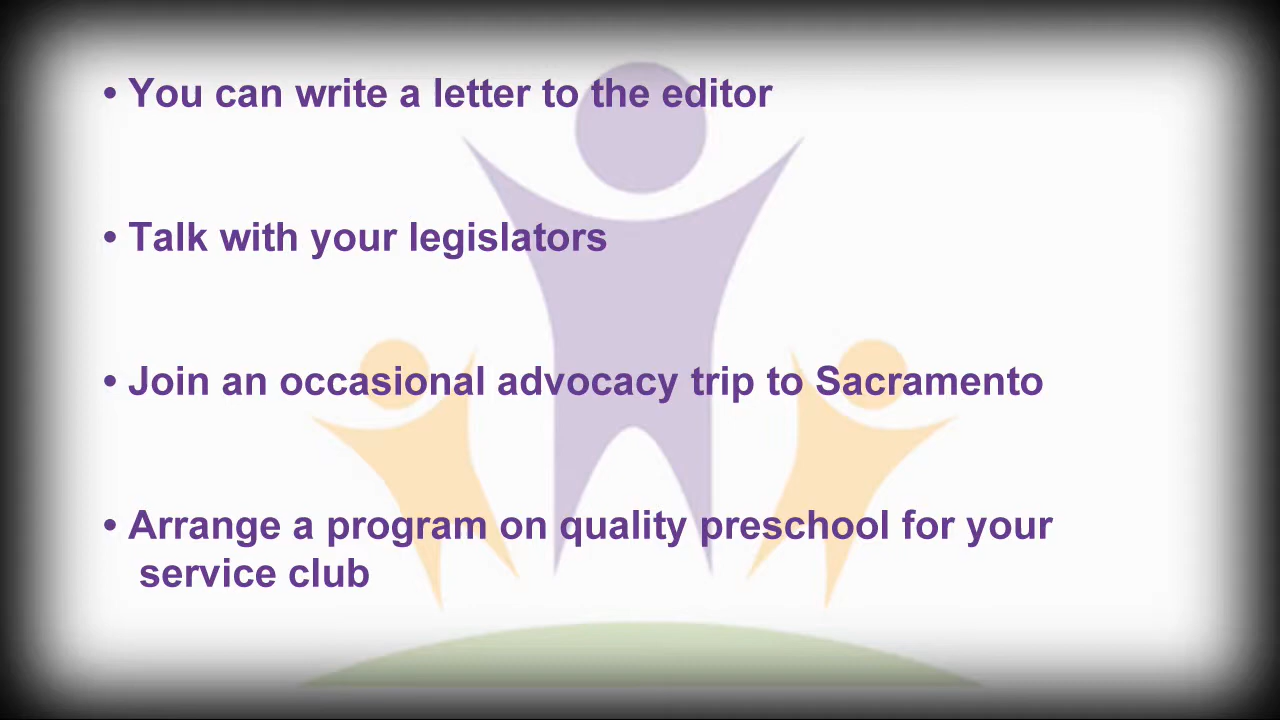 • You can write a letter to the editor
• Talk with your legislators
• Join an occasional advocacy trip to Sacramento
• Arrange a program on quality preschool for your
service club